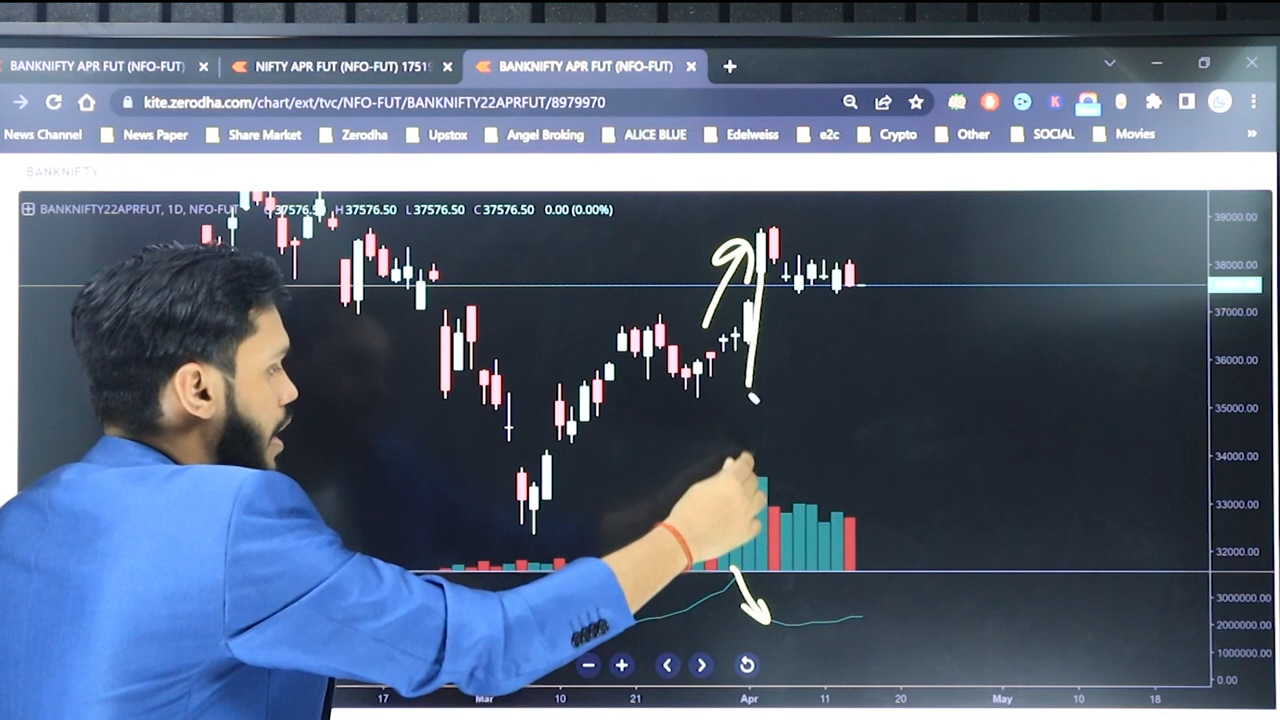 BANKNIFTY APR FUT (NFO-FUT) × NIFTY APR FUT (NFO-FUT) 1751 × BANKNIFTY APR FUT (NFO-FUT) × +
kite.zerodha.com/chart/ext/tvc/NFO-FUT/BANKNIFTY22APRFUT/8979970
News Channel News Paper Share Market Zerodha Upstox Angel Broking ALICE BLUE Edelweiss e2c Crypto Other SOCIAL Movies »
BANKNIFTY
BANKNIFTY22APRFUT, 1D, NFO-FUT 37576.50 H37576.50 L37576.50 C37576.50 0.00 (0.00%)
39000.00
38000.00
37000.00
36000.00
35000.00
34000.00
33000.00
32000.00
3000000.00
2000000.00
1000000.00
0.00
17 Mar 10 21 Apr 11 20 May 10 18